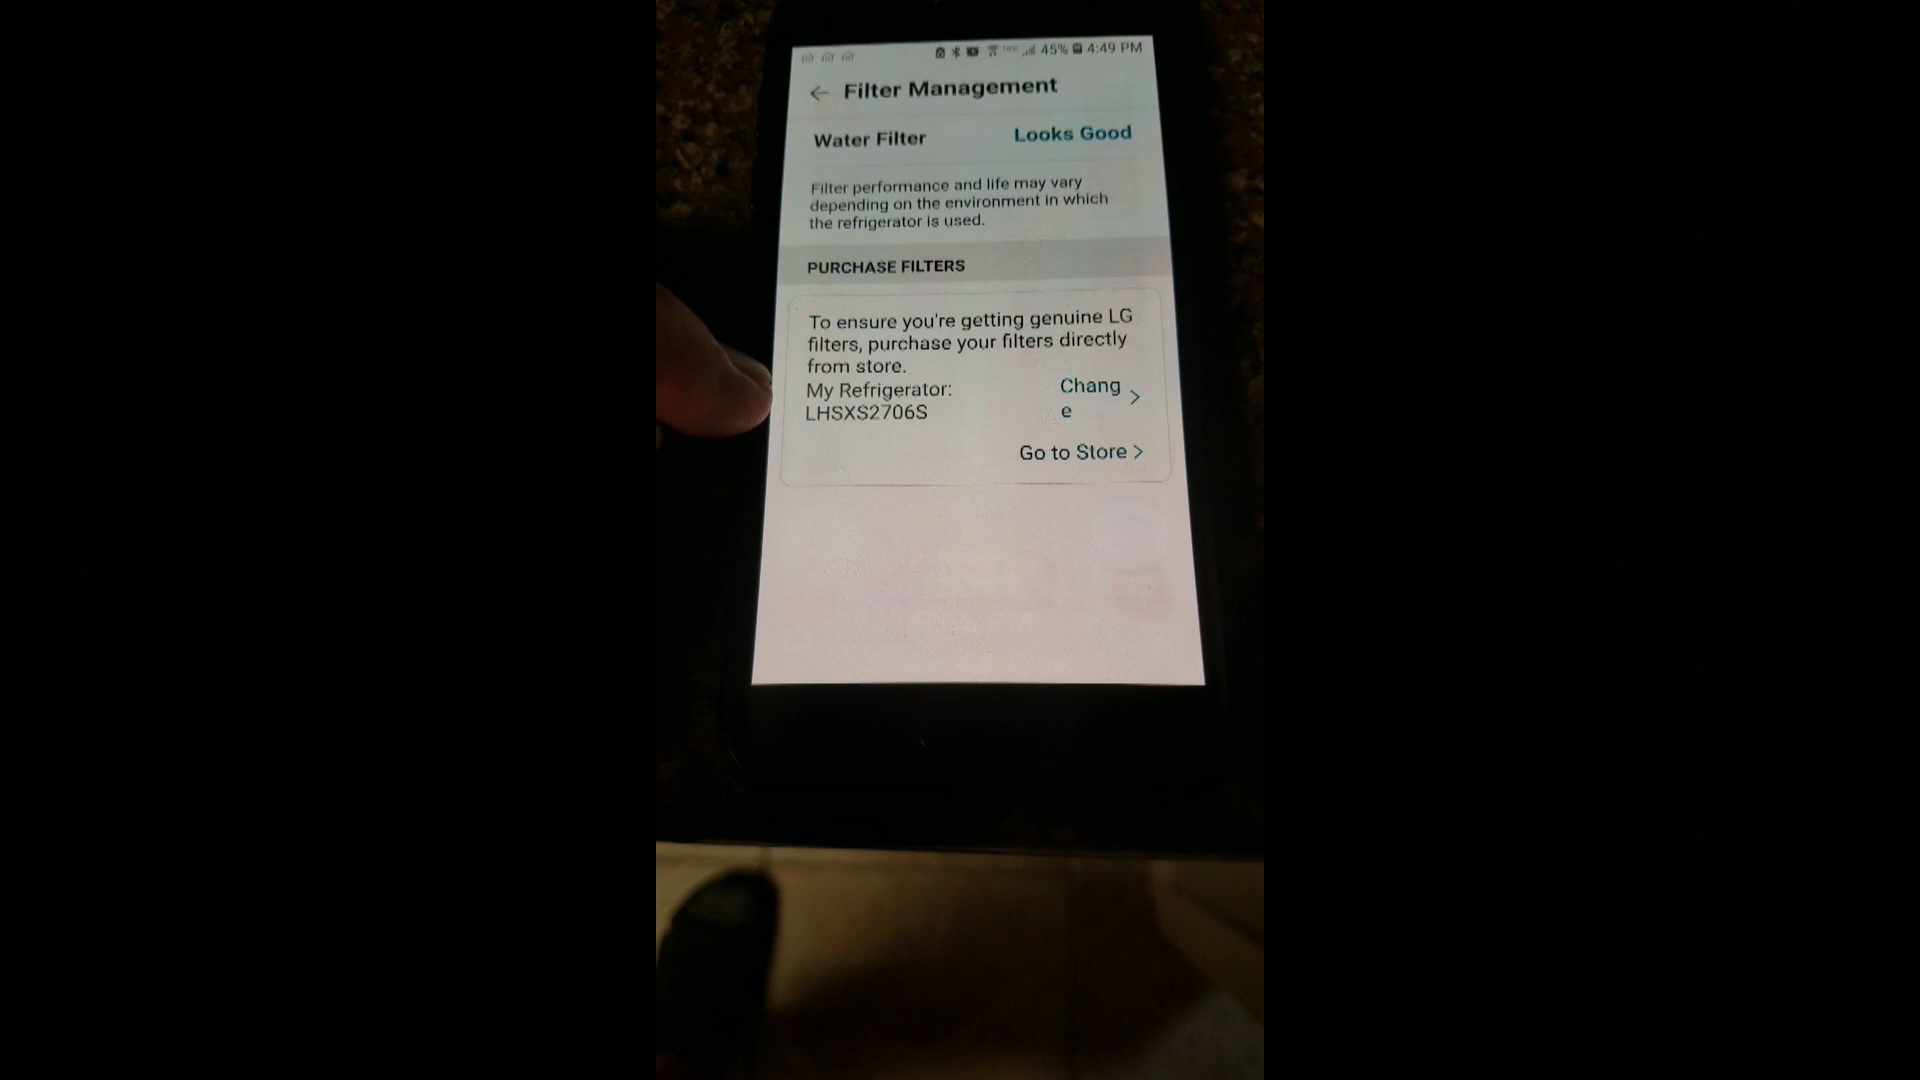 45% 4:49 PM
Filter Management
Water Filter Looks Good
Filter performance and life may vary
depending on the environment in which
the refrigerator is used.
PURCHASE FILTERS
To ensure you're getting genuine LG
filters, purchase your filters directly
from store.
My Refrigerator:
LHSXS2706S
Chang
e
Go to Store